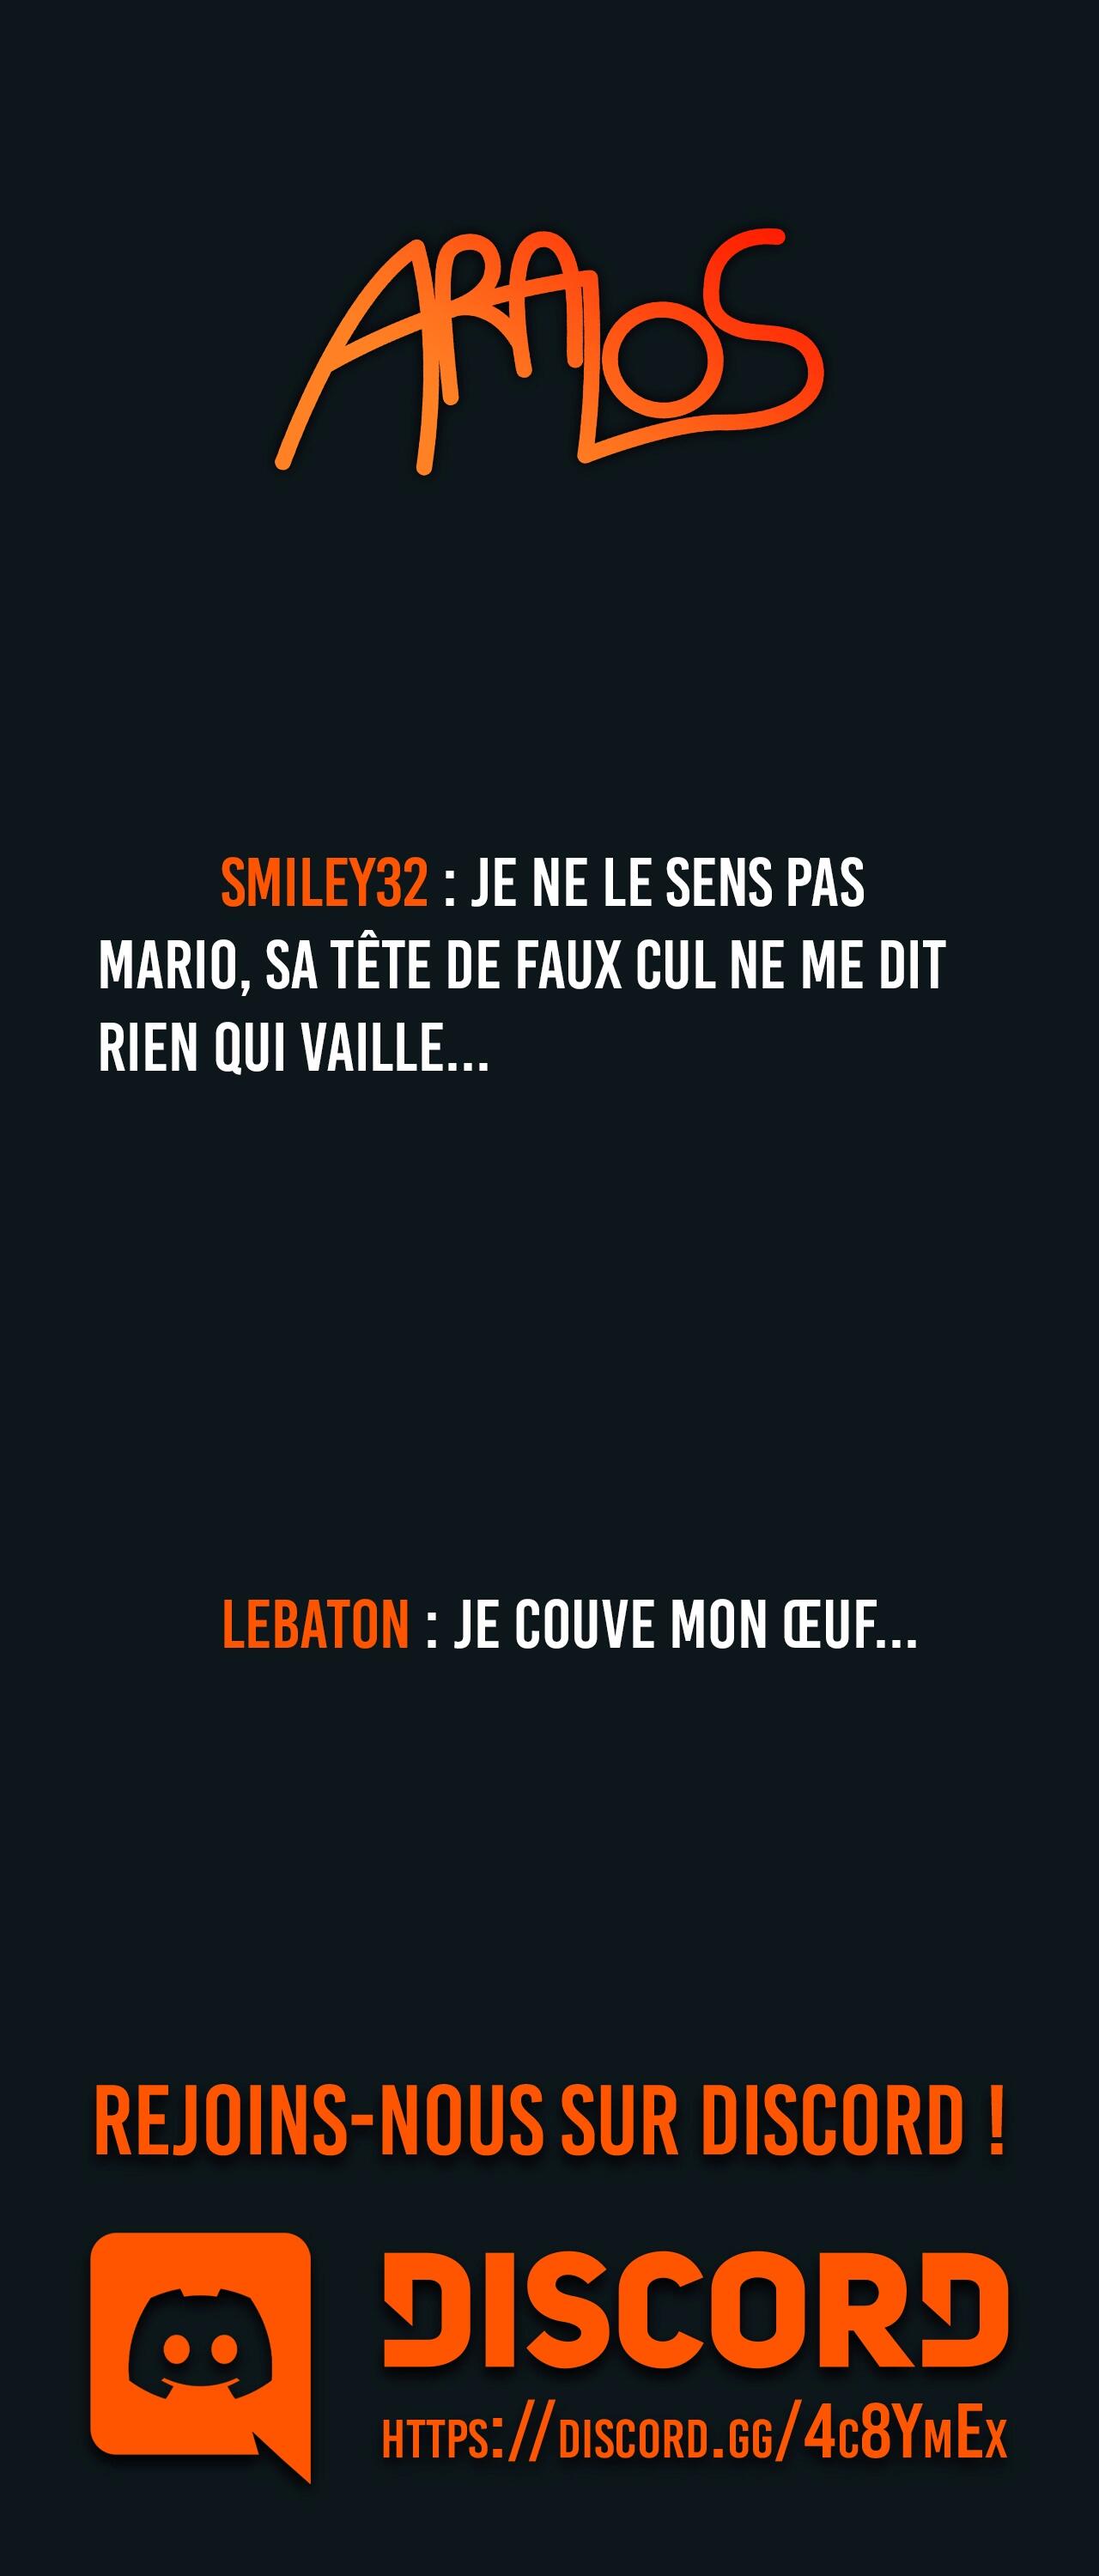 ARALOS
SMILEY32 : JE NE LE SENS PAS
MARIO, SA TÊTE DE FAUX CUL NE ME DIT
RIEN QUI VAILLE...
LEBATON : JE COUVE MON ŒUF...
REJOINS-NOUS SUR DISCORD !
DISCORD
https://discord.gg/4c8YmEx